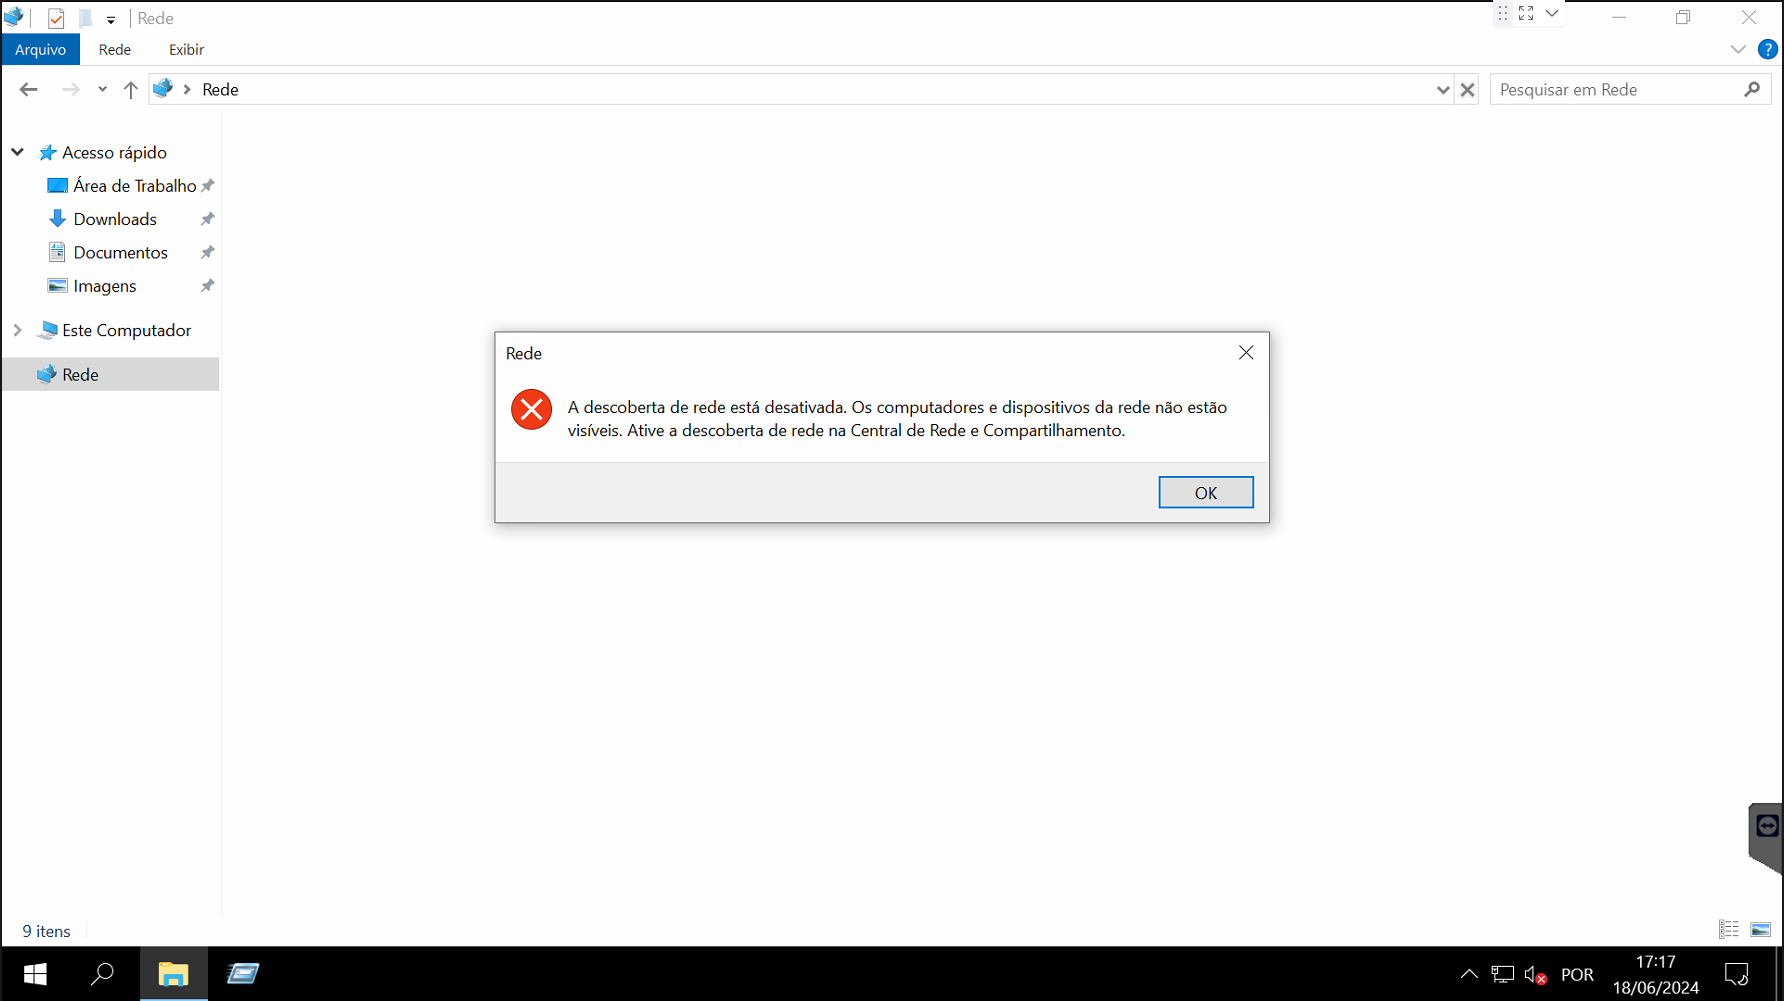 Rede
Arquivo
Rede
Exibir
Rede
Pesquisar em Rede
Acesso rápido
Área de Trabalho
Downloads
Documentos
Imagens
Este Computador
Rede
Rede
A descoberta de rede está desativada. Os computadores e dispositivos da rede não estão
visíveis. Ative a descoberta de rede na Central de Rede e Compartilhamento.
OK
9 itens
POR
17:17
18/06/2024